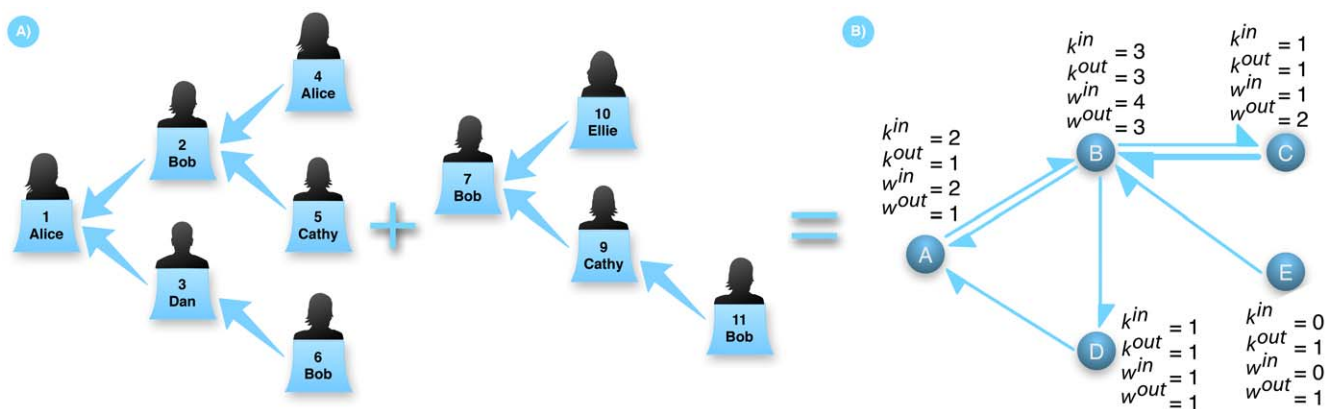 A)
4
Alice
2
Bob
1
Alice
5
Cathy
3
Dan
6
Bob
+
10
Ellie
7
Bob
9
Cathy
11
Bob
=
B)
k^in = 3
k^out = 3
w^in = 4
w^out = 3
k^in = 1
k^out = 1
w^in = 1
w^out = 2
k^in = 2
k^out = 1
w^in = 2
w^out = 1
B
C
A
E
D
k^in = 1
k^out = 1
w^in = 1
w^out = 1
k^in = 0
k^out = 1
w^in = 0
w^out = 1